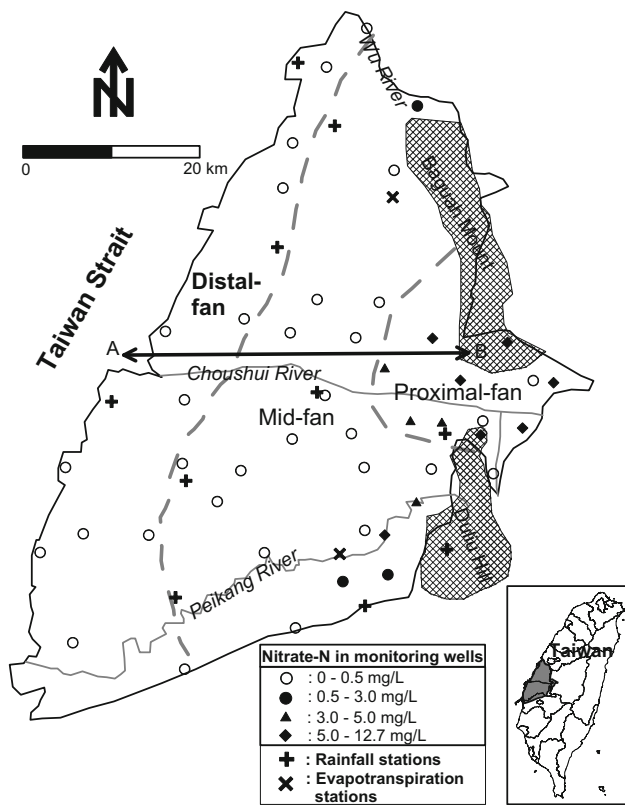 N
0
20 km
Wu River
Baguah Mount
Taiwan Strait
Distal-
fan
A
B
Choushui River
Proximal-fan
Mid-fan
Douliu Hill
Peikang River
Nitrate-N in monitoring wells
: 0 - 0.5 mg/L
: 0.5 - 3.0 mg/L
: 3.0 - 5.0 mg/L
: 5.0 - 12.7 mg/L
: Rainfall stations
: Evapotranspiration
stations
Taiwan